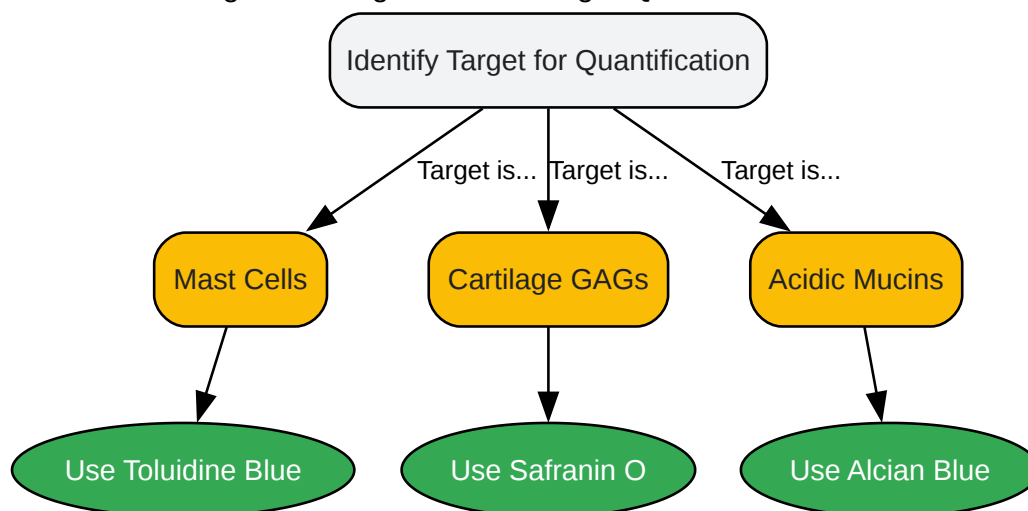 Identify Target for Quantification
Target is... Target is... Target is...
Mast Cells Cartilage GAGs Acidic Mucins
Use Toluidine Blue Use Safranin O Use Alcian Blue